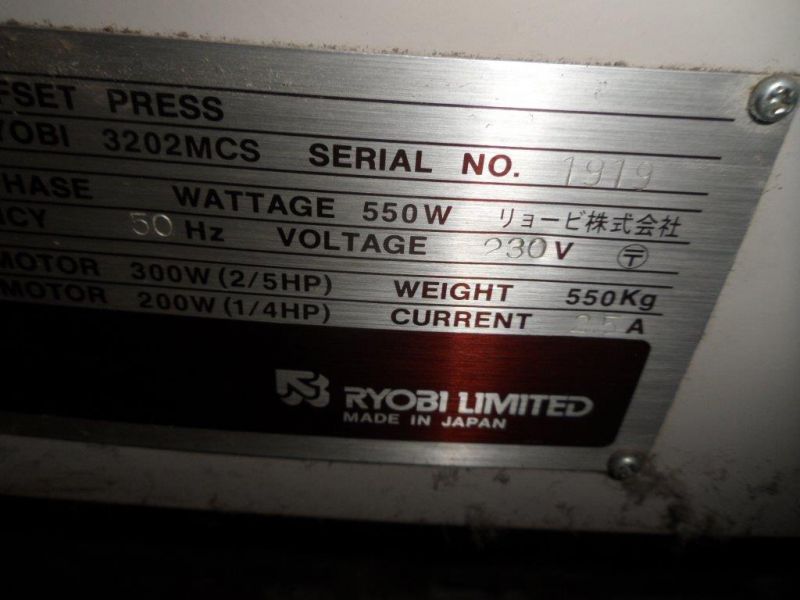 FSET PRESS
YOBI 3202MCS SERIAL NO. 1919
HASE WATTAGE 550W リョービ株式会社
NCY 50 Hz VOLTAGE 230V 〶
MOTOR 300W (2/5HP) WEIGHT 550Kg
MOTOR 200W (1/4HP) CURRENT A
RYOBI LIMITED
MADE IN JAPAN